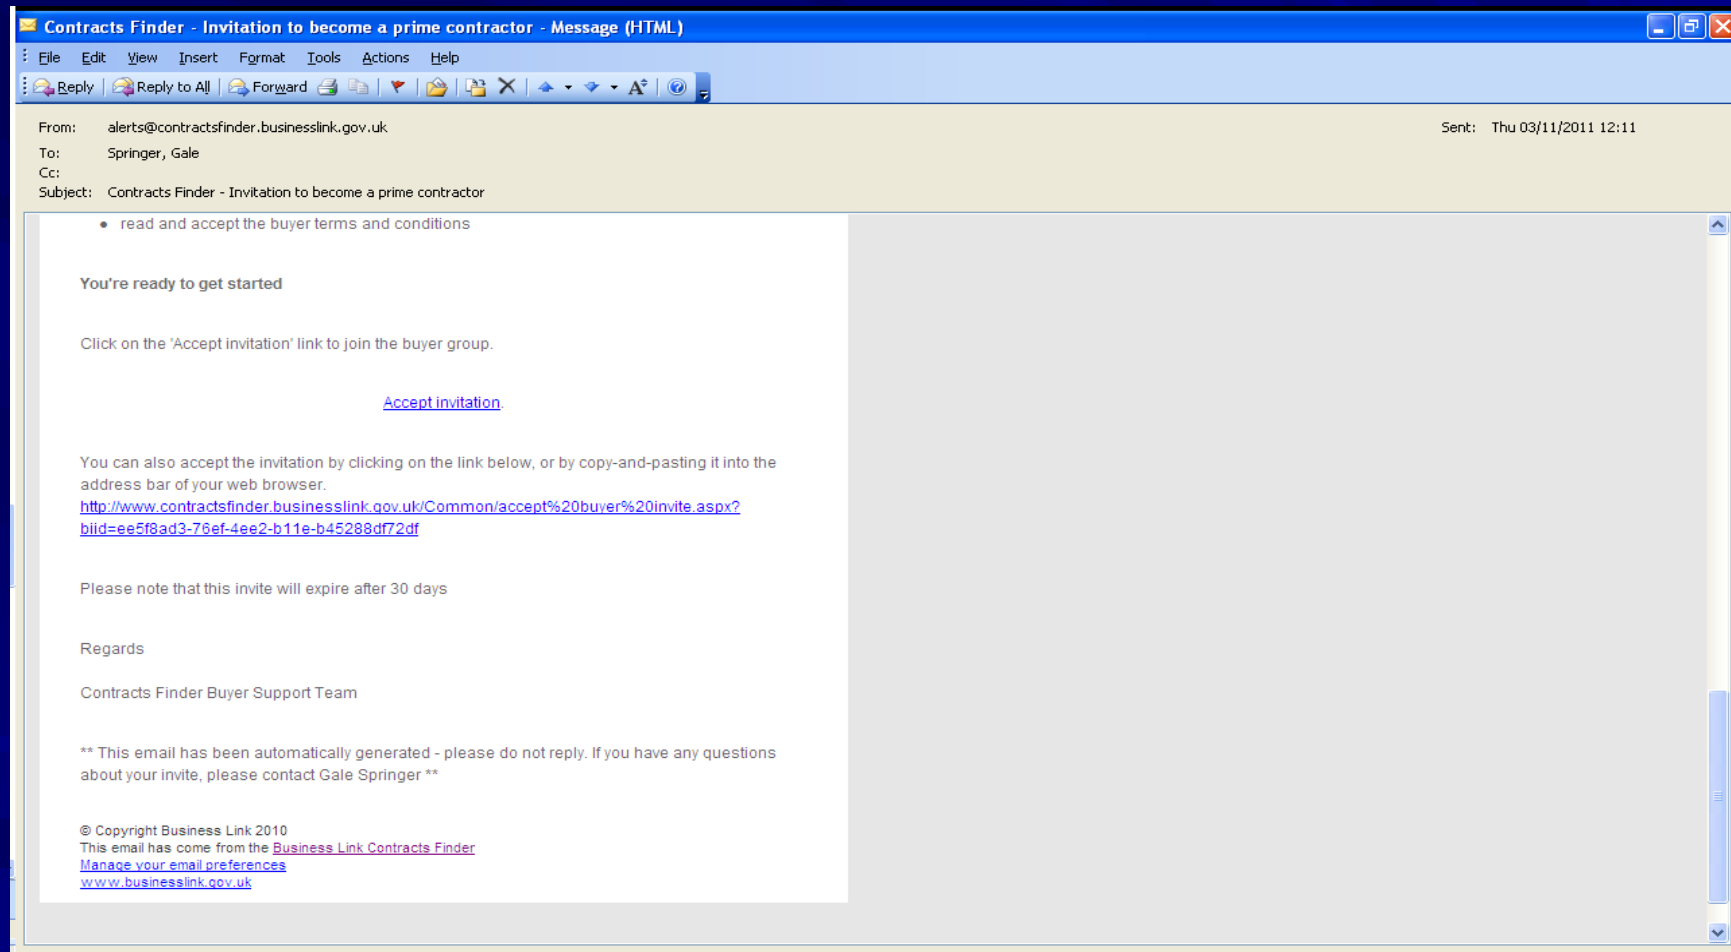 Contracts Finder - Invitation to become a prime contractor - Message (HTML)
File Edit View Insert Format Tools Actions Help
Reply Reply to All Forward
From: alerts@contractsfinder.businesslink.gov.uk Sent: Thu 03/11/2011 12:11
To: Springer, Gale
Cc:
Subject: Contracts Finder - Invitation to become a prime contractor
• read and accept the buyer terms and conditions
You're ready to get started
Click on the 'Accept invitation' link to join the buyer group.
Accept invitation.
You can also accept the invitation by clicking on the link below, or by copy-and-pasting it into the
address bar of your web browser.
http://www.contractsfinder.businesslink.gov.uk/Common/accept%20buyer%20invite.aspx?
biid=ee5f8ad3-76ef-4ee2-b11e-b45288df72df
Please note that this invite will expire after 30 days
Regards
Contracts Finder Buyer Support Team
** This email has been automatically generated - please do not reply. If you have any questions
about your invite, please contact Gale Springer **
© Copyright Business Link 2010
This email has come from the Business Link Contracts Finder
Manage your email preferences
www.businesslink.gov.uk